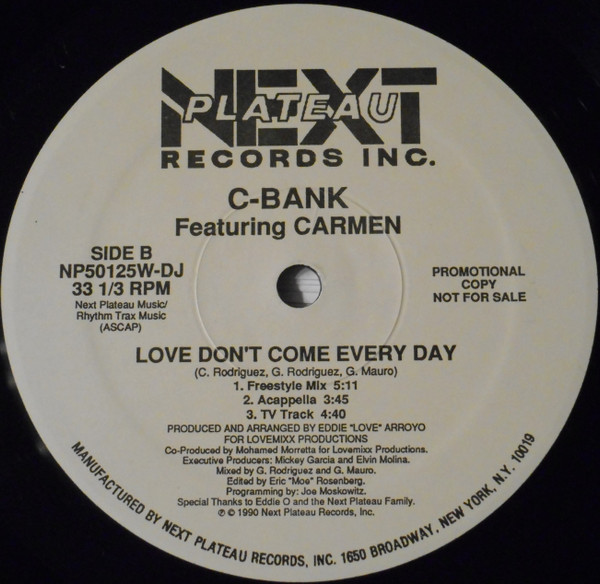 NEXT
PLATEAU
RECORDS INC.
C-BANK
Featuring CARMEN
SIDE B
NP50125W-DJ
33 1/3 RPM
Next Plateau Music/
Rhythm Trax Music
(ASCAP)
PROMOTIONAL
COPY
NOT FOR SALE
LOVE DON'T COME EVERY DAY
(C. Rodriguez, G. Rodriguez, G. Mauro)
1. Freestyle Mix 5:11
2. Acappella 3:45
3. TV Track 4:40
PRODUCED AND ARRANGED BY EDDIE "LOVE" ARROYO
FOR LOVEMIXX PRODUCTIONS
Co-Produced by Mohamed Morretta for Lovemixx Productions.
Executive Producers: Mickey Garcia and Elvin Molina.
Mixed by G. Rodriguez and G. Mauro.
Edited by Eric "Moe" Rosenberg.
Programming by: Joe Moskowitz.
Special Thanks to Eddie O and the Next Plateau Family.
℗ © 1990 Next Plateau Records, Inc.
MANUFACTURED BY NEXT PLATEAU RECORDS, INC. 1650 BROADWAY, NEW YORK, N.Y. 10019